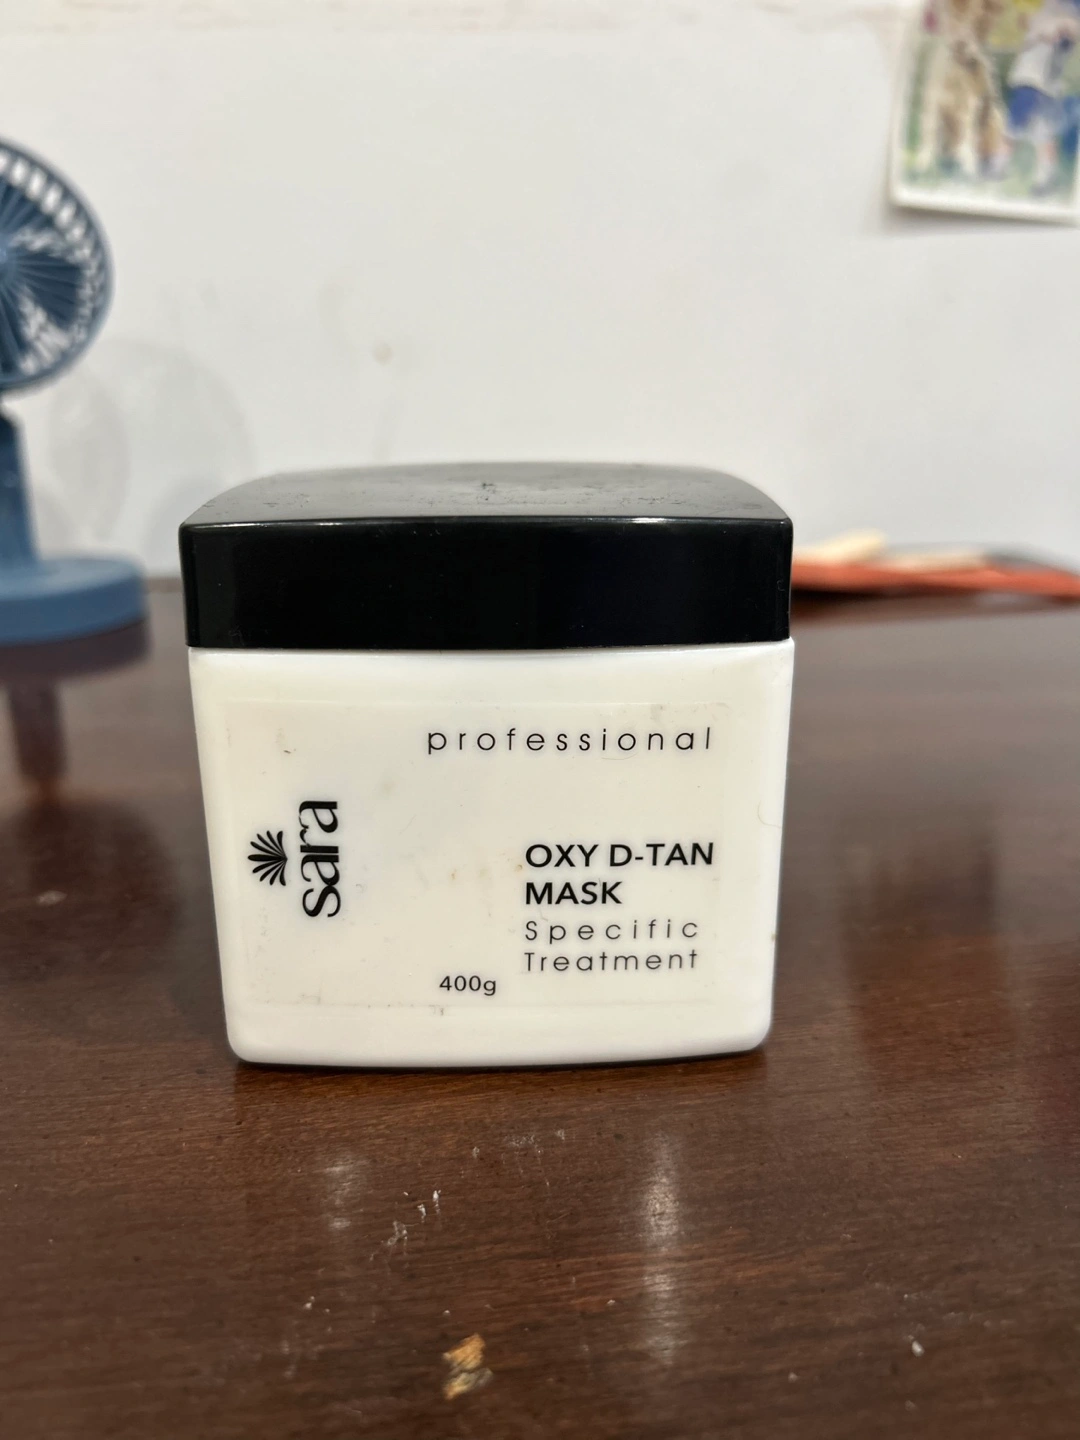 professional
sara
OXY D-TAN
MASK
Specific
Treatment
400g